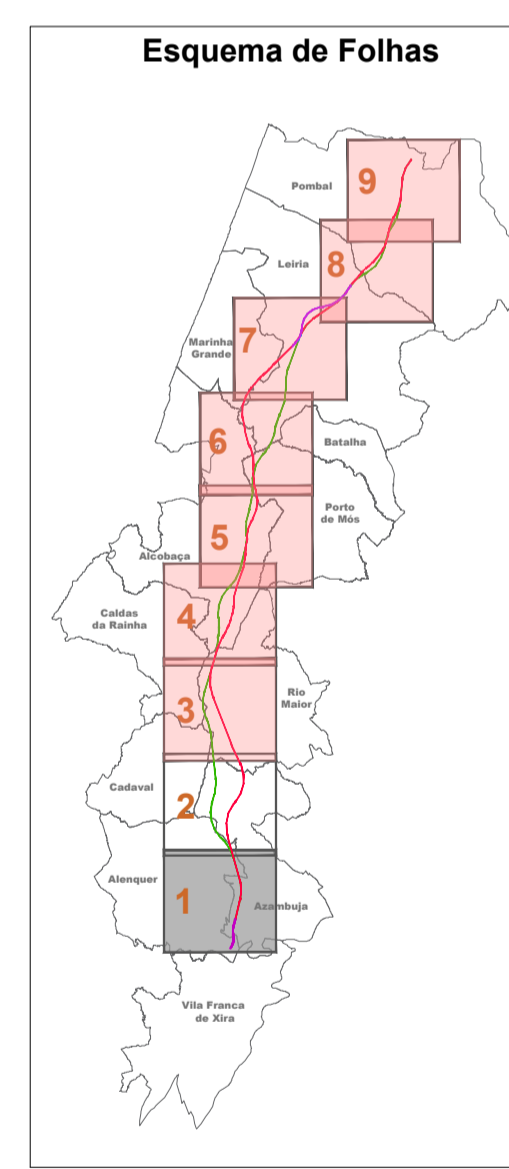 Esquema de Folhas
Pombal
9
Leiria
8
Marinha
Grande
7
6
Batalha
Porto
de Mós
5
Alcobaça
Caldas
da Rainha
4
Rio
Maior
3
Cadaval
2
Alenquer
1
Azambuja
Vila Franca
de Xira